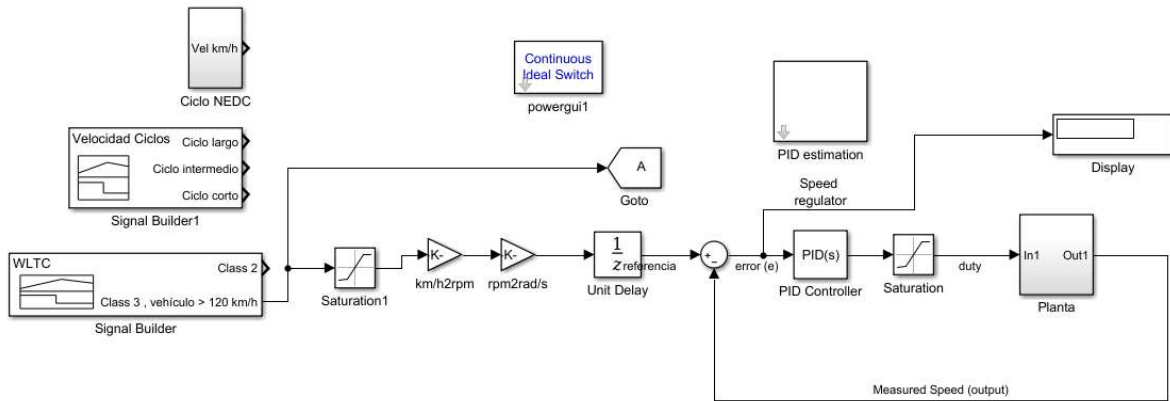 Vel km/h
Ciclo NEDC
Continuous
Ideal Switch
powergui1
PID estimation
Velocidad Ciclos
Ciclo largo
Ciclo intermedio
Ciclo corto
Signal Builder1
A
Goto
Display
Speed
regulator
WLTC
Class 2
Class 3 , vehículo > 120 km/h
Signal Builder
Saturation1
K-
km/h2rpm
K-
rpm2rad/s
1
z
Unit Delay
referencia
+
−
error (e)
PID(s)
PID Controller
Saturation
duty
In1
Out1
Planta
Measured Speed (output)